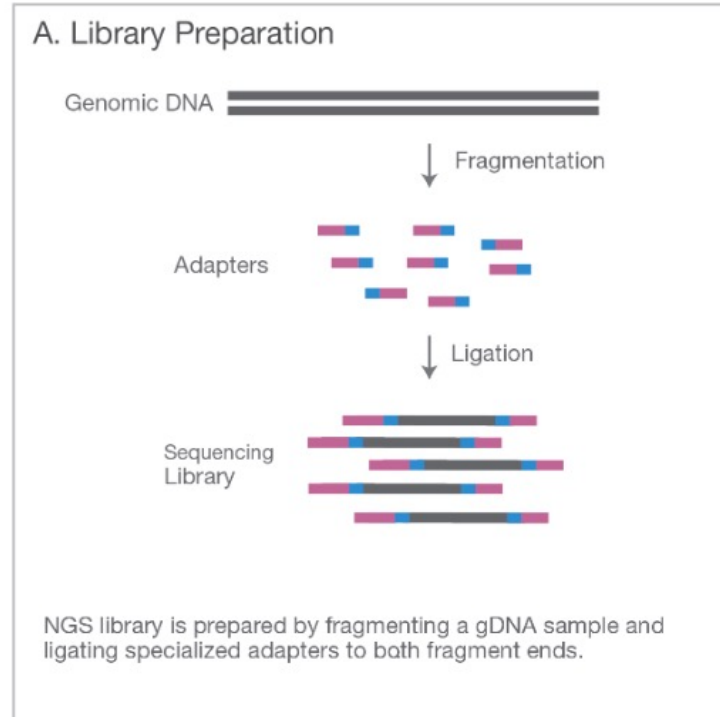 A. Library Preparation
Genomic DNA
Fragmentation
Adapters
Ligation
Sequencing
Library
NGS library is prepared by fragmenting a gDNA sample and
ligating specialized adapters to both fragment ends.